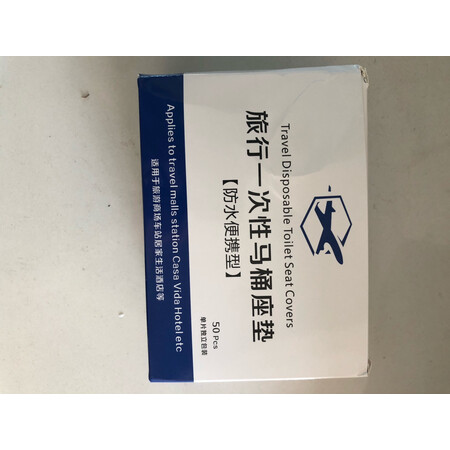 Travel Disposable Toilet Seat Covers
旅行一次性马桶座垫
【防水便携型】
50 Pcs
单片独立包装
Applies to travel malls station Casa Vida Hotel etc
适用于旅游商场车站居家生活酒店等